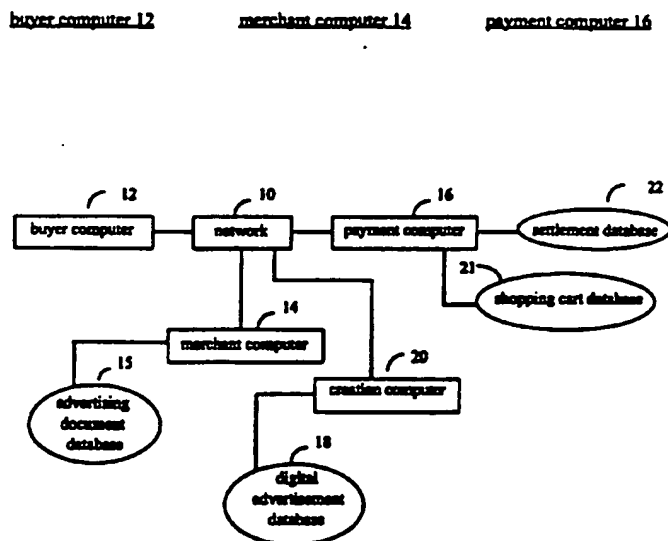 buyer computer 12 merchant computer 14 payment computer 16
12 10 16 22
buyer computer network payment computer settlement database
21
shopping cart database
14
merchant computer
15
20
advertising
document
database
creation computer
18
digital
advertisement
database